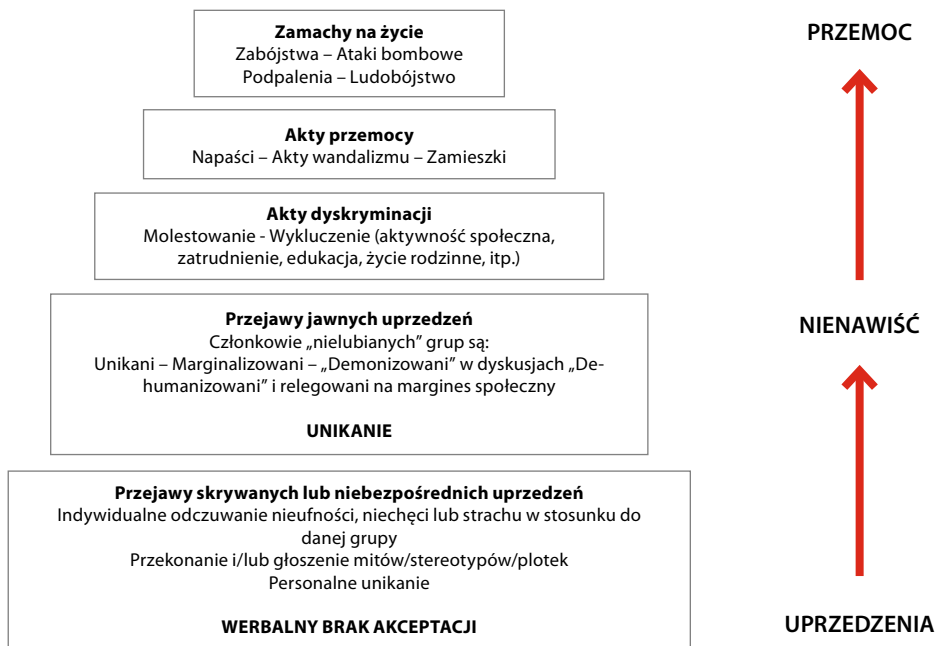 Zamachy na życie
Zabójstwa – Ataki bombowe
Podpalenia – Ludobójstwo
Akty przemocy
Napaści – Akty wandalizmu – Zamieszki
Akty dyskryminacji
Molestowanie - Wykluczenie (aktywność społeczna,
zatrudnienie, edukacja, życie rodzinne, itp.)
Przejawy jawnych uprzedzeń
Członkowie „nielubianych” grup są:
Unikani – Marginalizowani – „Demonizowani” w dyskusjach „De-
humanizowani” i relegowani na margines społeczny
UNIKANIE
Przejawy skrywanych lub niebezpośrednich uprzedzeń
Indywidualne odczuwanie nieufności, niechęci lub strachu w stosunku do
danej grupy
Przekonanie i/lub głoszenie mitów/stereotypów/plotek
Personalne unikanie
WERBALNY BRAK AKCEPTACJI
PRZEMOC
NIENAWIŚĆ
UPRZEDZENIA